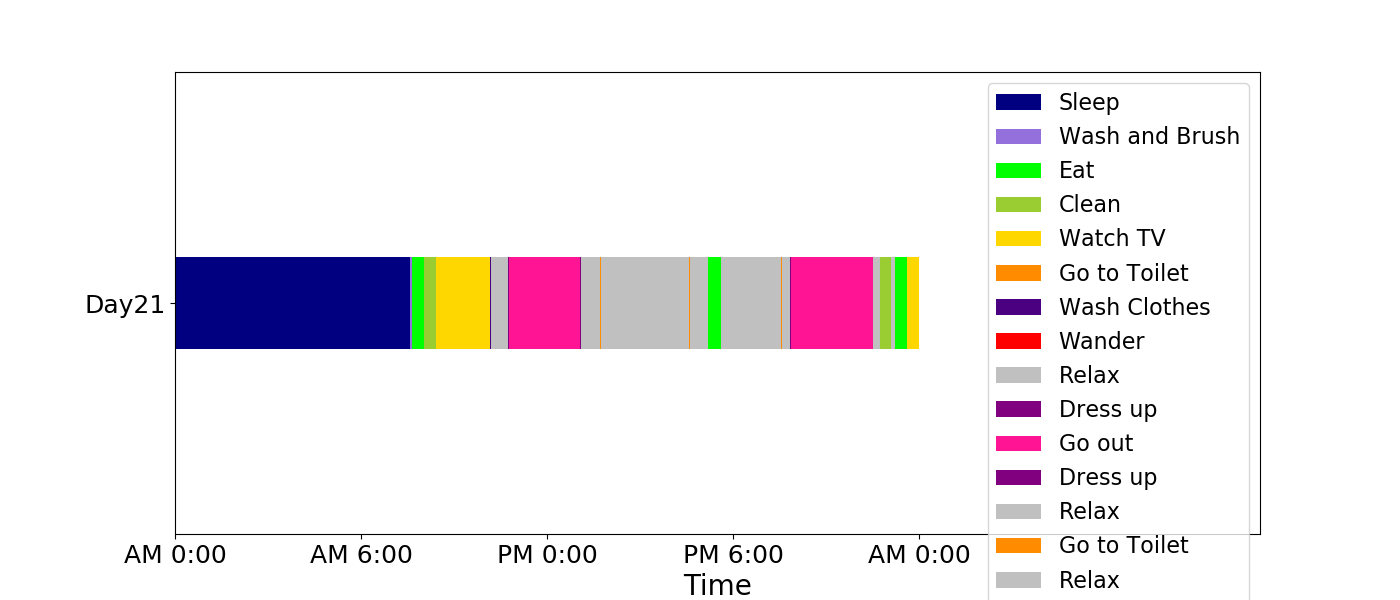 Sleep
Wash and Brush
Eat
Clean
Watch TV
Go to Toilet
Wash Clothes
Wander
Relax
Dress up
Go out
Dress up
Relax
Go to Toilet
Relax
Day21
AM 0:00 AM 6:00 PM 0:00 PM 6:00 AM 0:00
Time